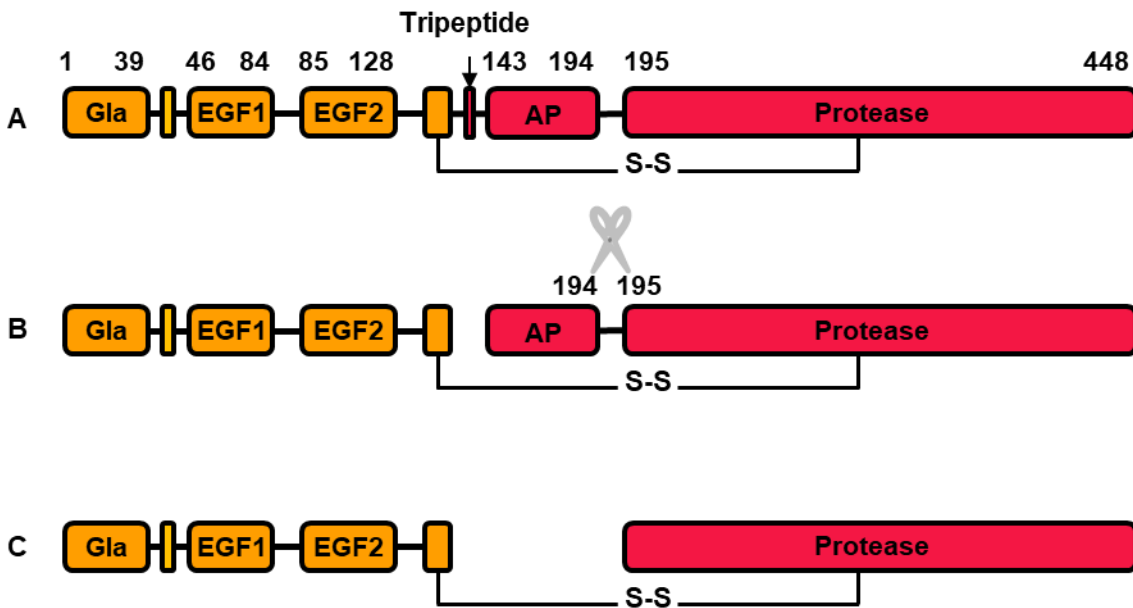 Tripeptide
1 39 46 84 85 128 143 194 195 448
A Gla EGF1 EGF2 AP Protease
S-S
194 195
B Gla EGF1 EGF2 AP Protease
S-S
C Gla EGF1 EGF2 Protease
S-S